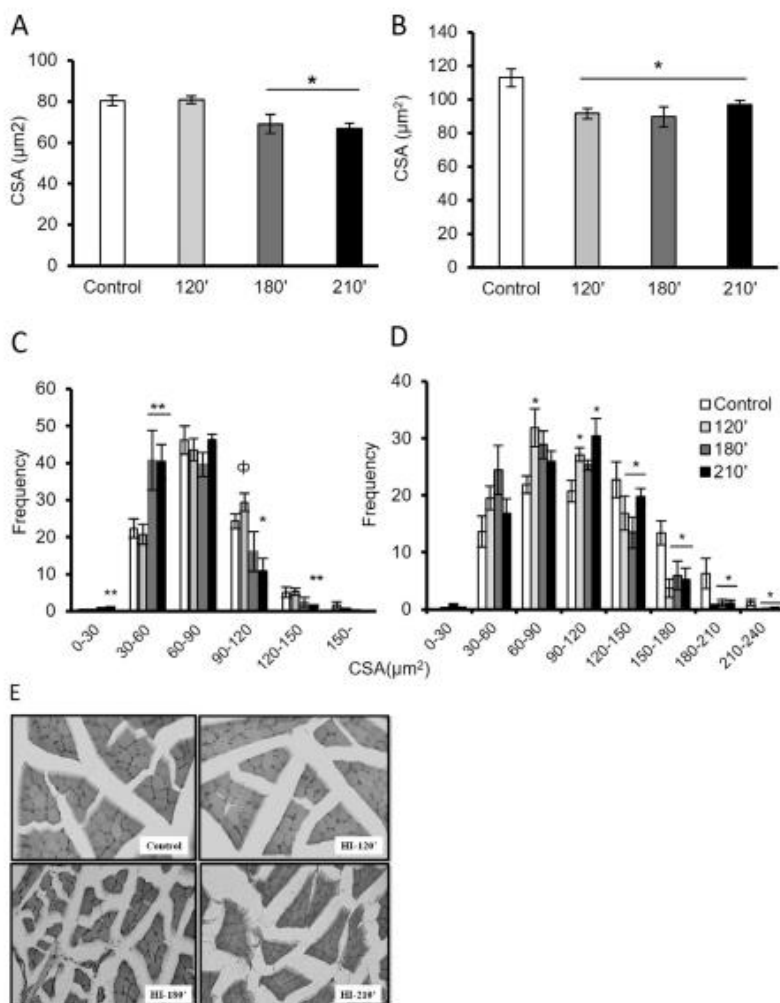 A
CSA (µm2)
100
80
60
40
20
0
*
Control 120' 180' 210'
B
CSA (µm²)
140
120
100
80
60
40
20
0
*
Control 120' 180' 210'
C
Frequency
60
50
40
30
20
10
0
**
**
ф
*
**
0-30 30-60 60-90 90-120 120-150 150-
D
Frequency
40
30
20
10
0
*
*
*
*
*
*
*
Control
120'
180'
210'
0-30 30-60 60-90 90-120 120-150 150-180 180-210 210-240
CSA(µm²)
E
Control
HI-120'
HI-180'
HI-210'